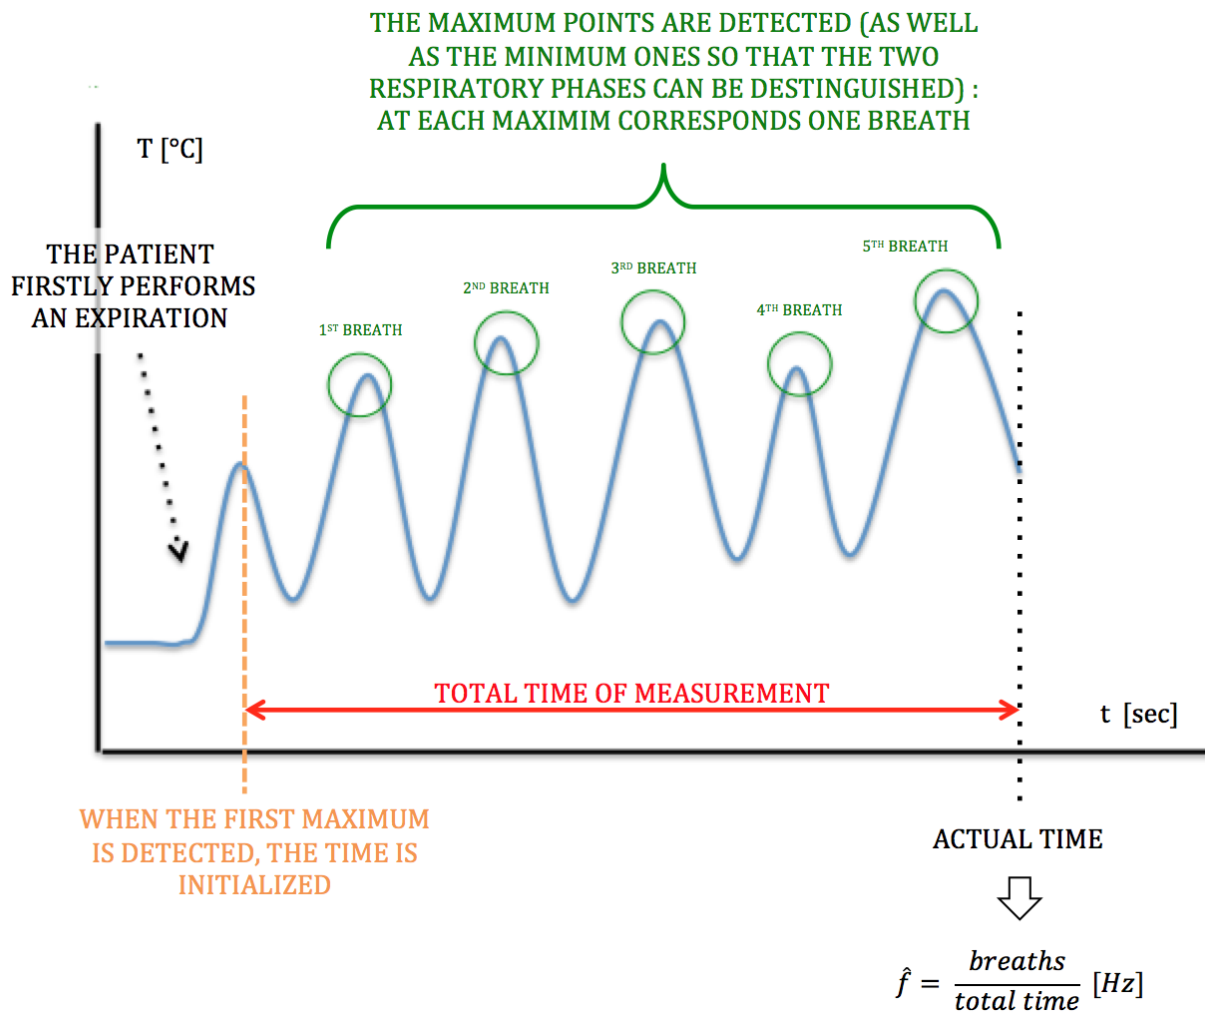 THE MAXIMUM POINTS ARE DETECTED (AS WELL
AS THE MINIMUM ONES SO THAT THE TWO
RESPIRATORY PHASES CAN BE DESTINGUISHED) :
AT EACH MAXIMIM CORRESPONDS ONE BREATH
T [°C]
THE PATIENT
FIRSTLY PERFORMS
AN EXPIRATION
1ST BREATH
2ND BREATH
3RD BREATH
4TH BREATH
5TH BREATH
TOTAL TIME OF MEASUREMENT
t [sec]
WHEN THE FIRST MAXIMUM
IS DETECTED, THE TIME IS
INITIALIZED
ACTUAL TIME
f̂ = breaths / total time [Hz]